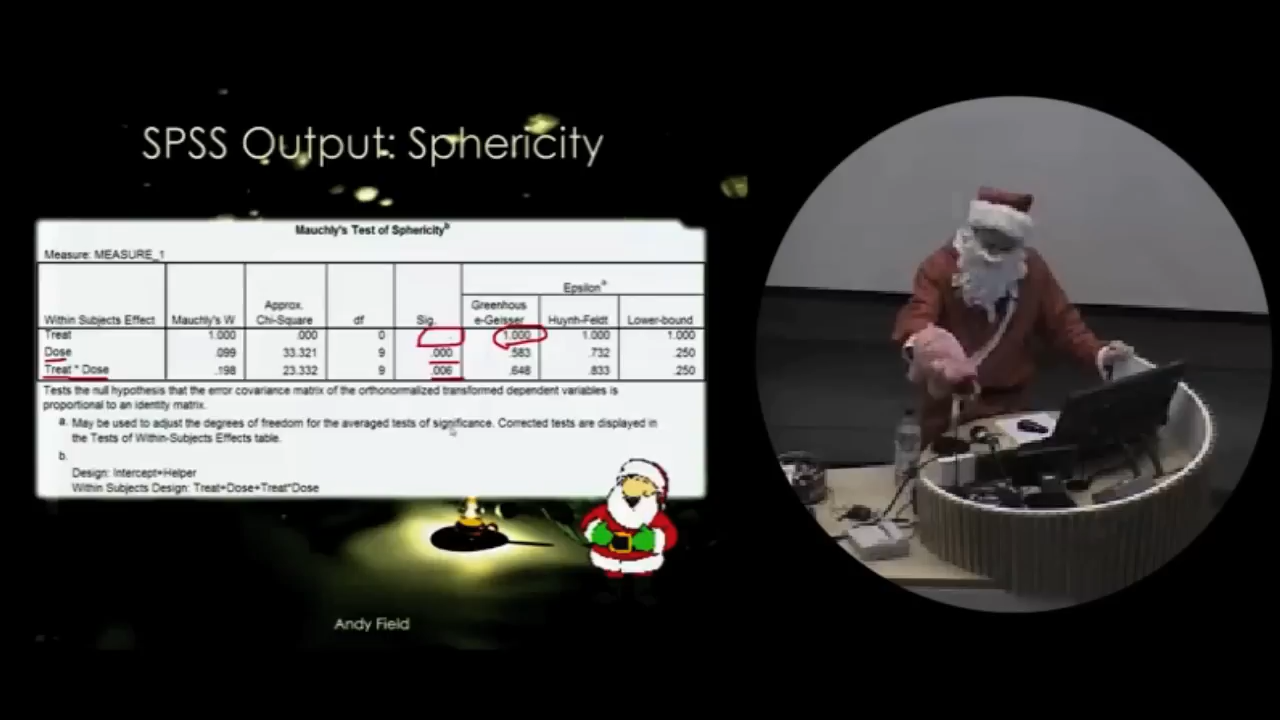 SPSS Output: Sphericity
Mauchly's Test of Sphericity^b
Measure: MEASURE_1
Epsilon^a
Within Subjects Effect Mauchly's W Approx. Chi-Square df Sig. Greenhous e-Geisser Huynh-Feldt Lower-bound
Treat 1.000 .000 0 . 1.000 1.000 1.000
Dose .099 33.321 9 .000 .583 .732 .250
Treat * Dose .198 23.332 9 .006 .648 .833 .250
Tests the null hypothesis that the error covariance matrix of the orthonormalized transformed dependent variables is
proportional to an identity matrix.
a. May be used to adjust the degrees of freedom for the averaged tests of significance. Corrected tests are displayed in
the Tests of Within-Subjects Effects table.
b.
Design: Intercept+Helper
Within Subjects Design: Treat+Dose+Treat*Dose
Andy Field